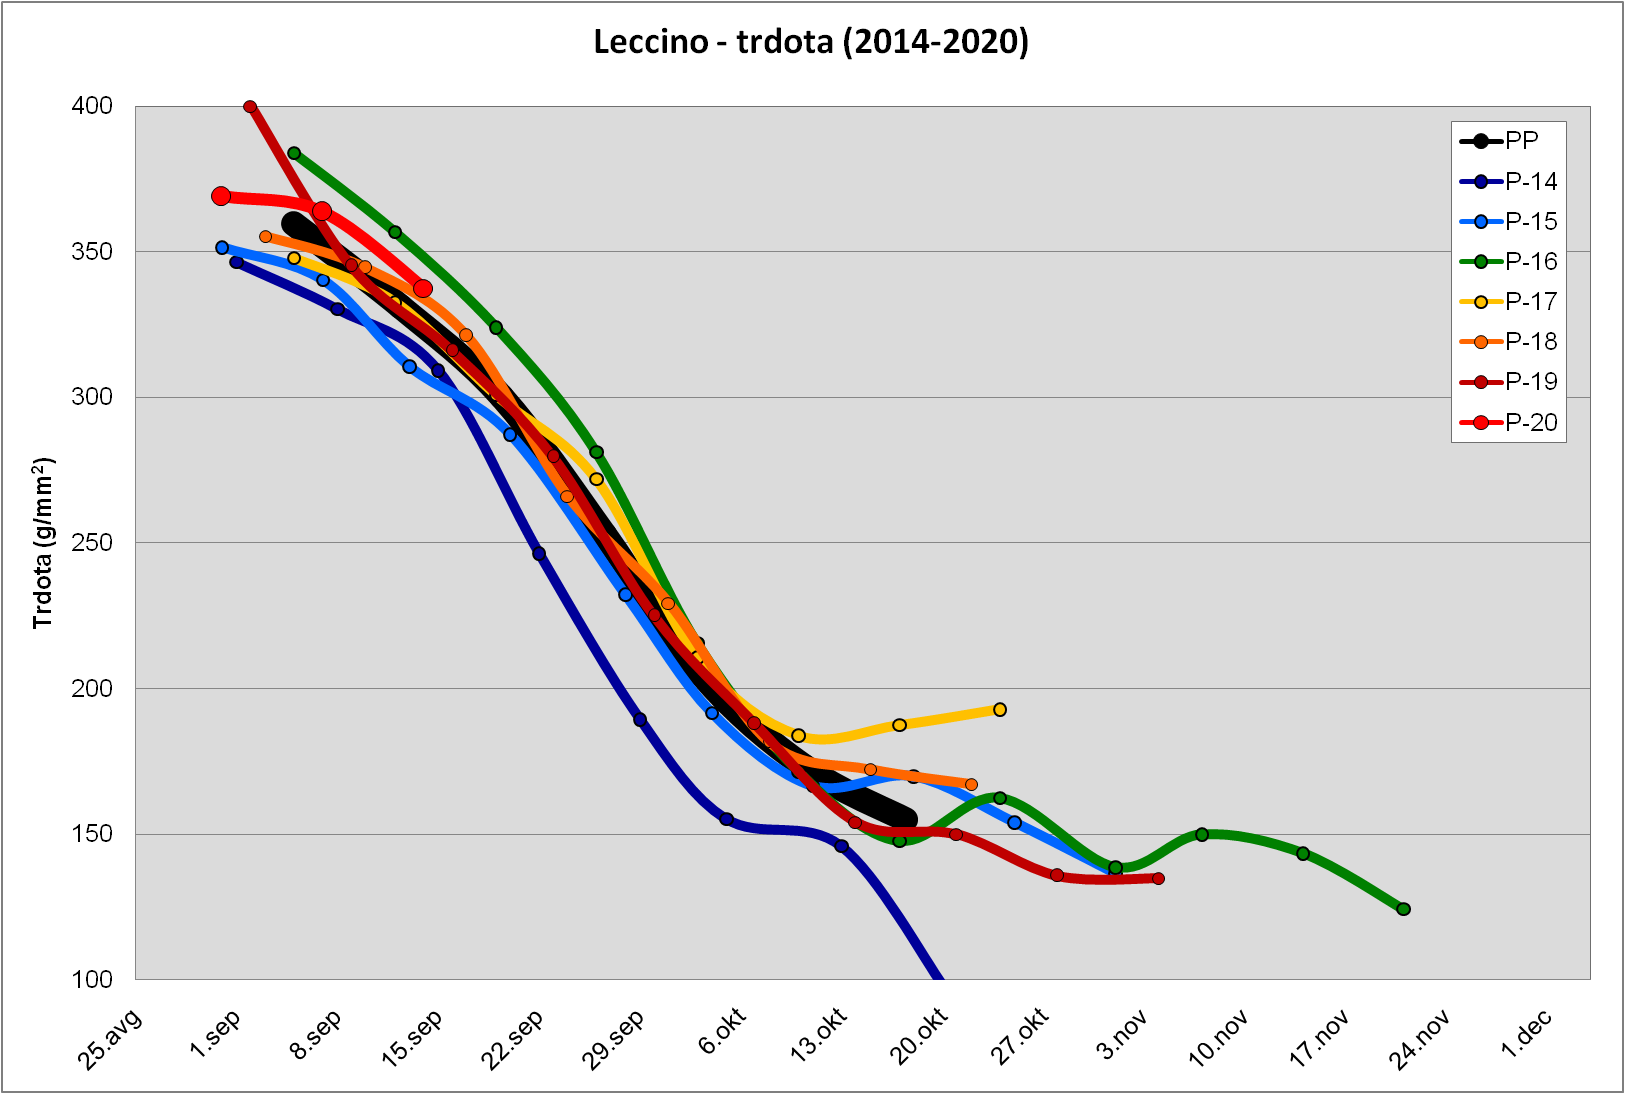 Leccino - trdota (2014-2020)
Trdota (g/mm²)
400
350
300
250
200
150
100
25.avg
1.sep
8.sep
15.sep
22.sep
29.sep
6.okt
13.okt
20.okt
27.okt
3.nov
10.nov
17.nov
24.nov
1.dec
PP
P-14
P-15
P-16
P-17
P-18
P-19
P-20